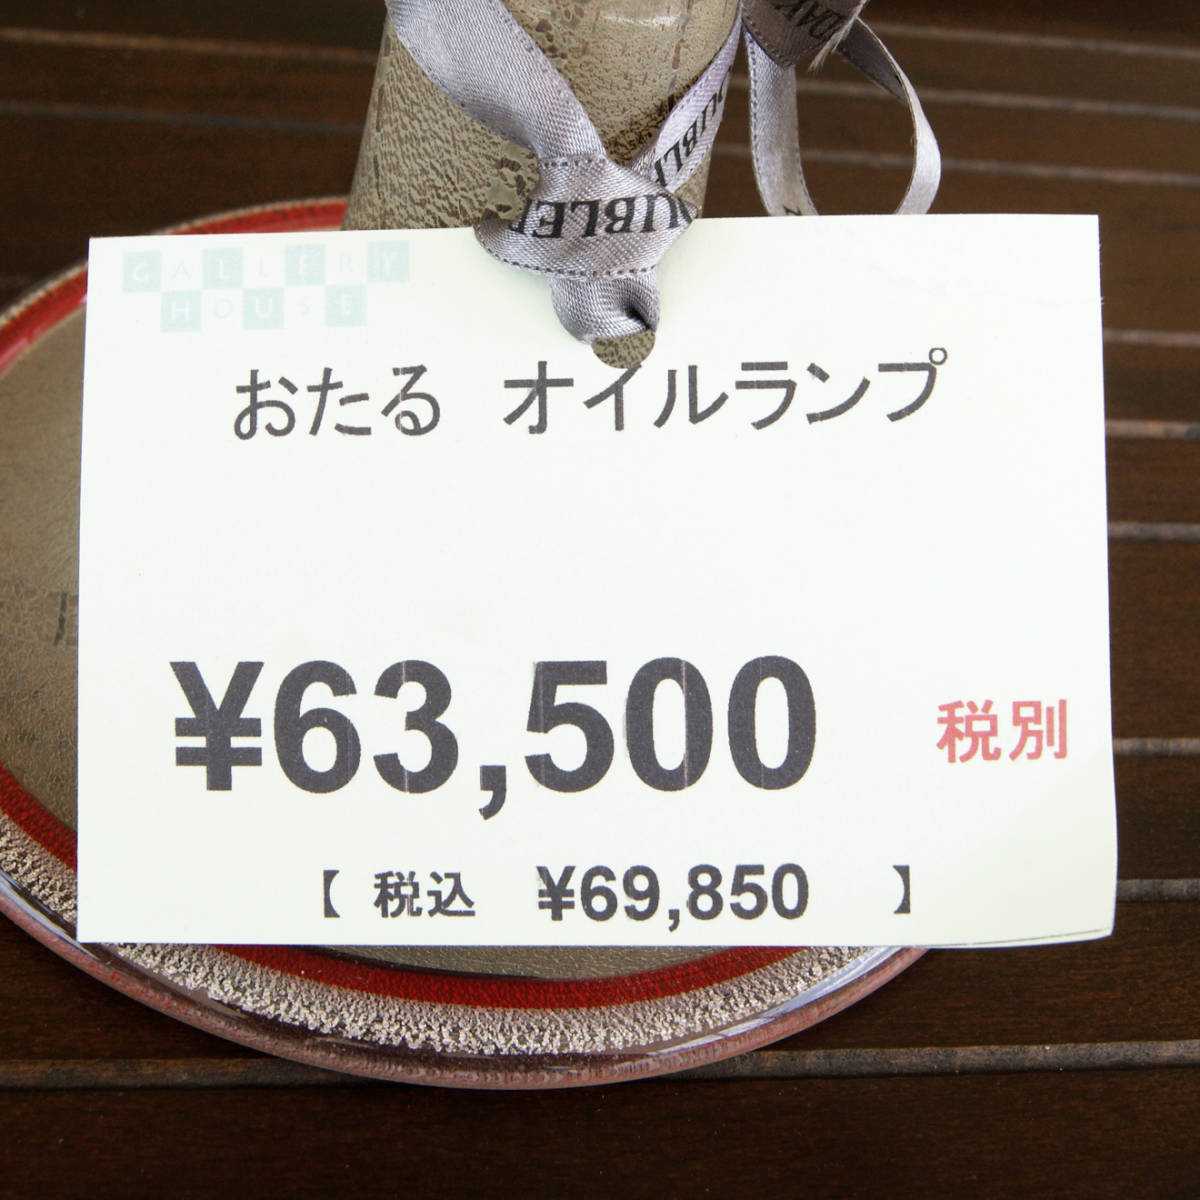 GALLERY
HOUSE
おたる オイルランプ
¥63,500 税別
【 税込 ¥69,850 】